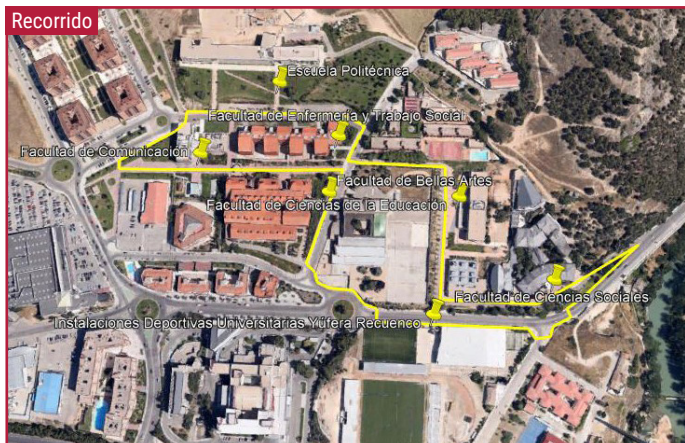 Recorrido
Escuela Politécnica
Facultad de Enfermería y Trabajo Social
Facultad de Comunicación
Facultad de Bellas Artes
Facultad de Ciencias de la Educación
Facultad de Ciencias Sociales
Instalaciones Deportivas Universitarias Yúfera Recuenco